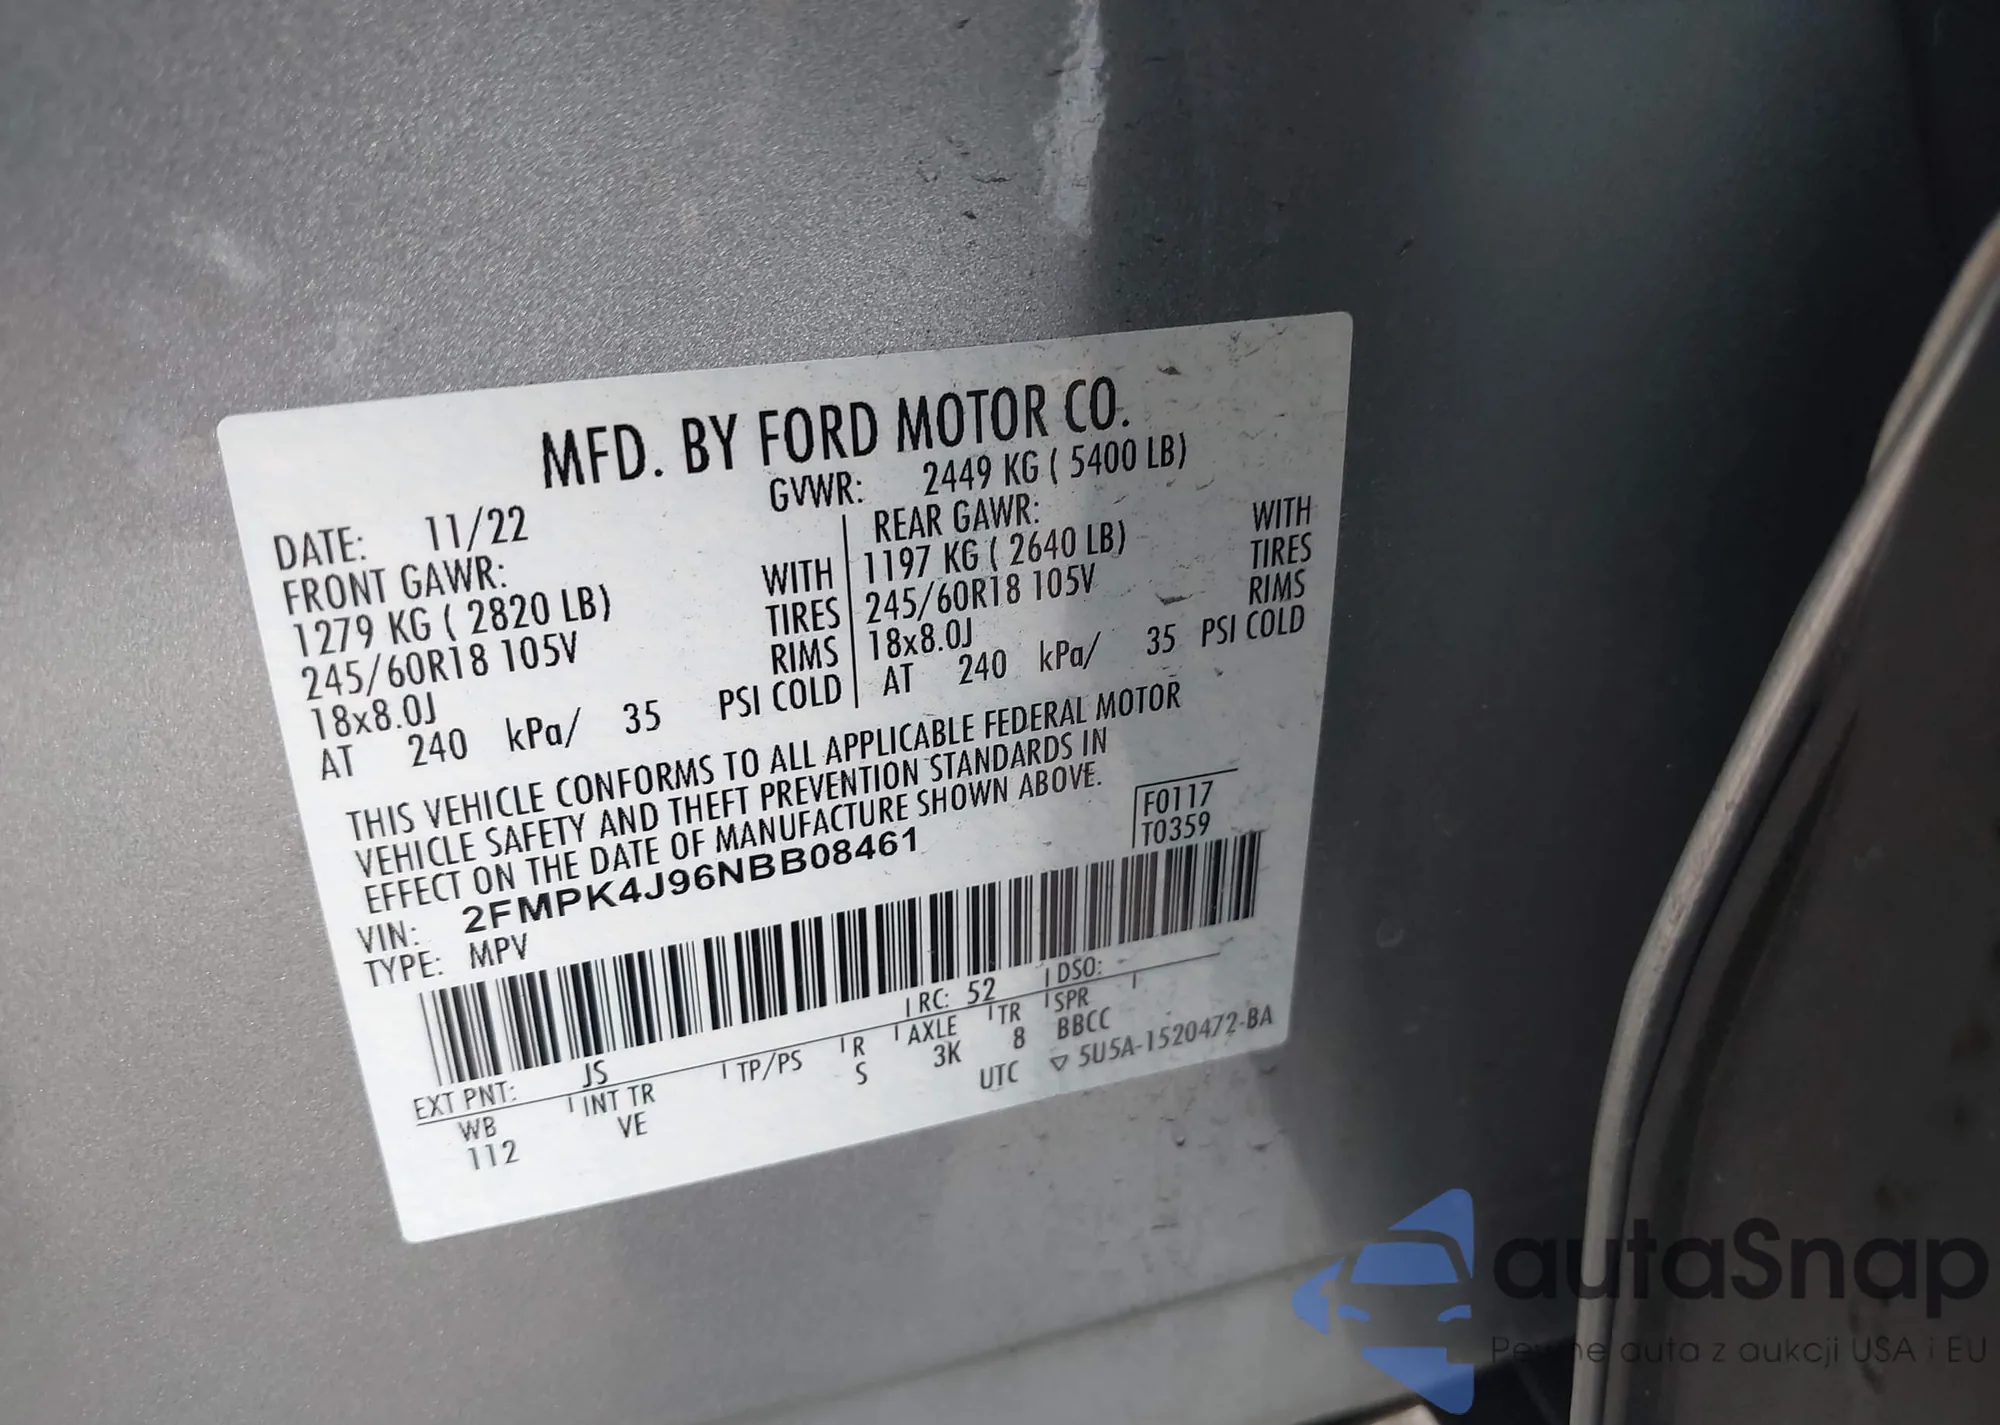 MFD. BY FORD MOTOR CO.
DATE: 11/22 GVWR: 2449 KG ( 5400 LB)
FRONT GAWR: REAR GAWR:
1279 KG ( 2820 LB) WITH 1197 KG ( 2640 LB) WITH
245/60R18 105V TIRES 245/60R18 105V TIRES
18x8.0J RIMS 18x8.0J RIMS
AT 240 kPa/ 35 PSI COLD AT 240 kPa/ 35 PSI COLD
THIS VEHICLE CONFORMS TO ALL APPLICABLE FEDERAL MOTOR
VEHICLE SAFETY AND THEFT PREVENTION STANDARDS IN
EFFECT ON THE DATE OF MANUFACTURE SHOWN ABOVE.
VIN: 2FMPK4J96NBB08461 F0117
TYPE: MPV T0359
EXT PNT: JS RC: 52 DSO:
WB INT TR TP/PS R AXLE TR SPR
112 VE S 3K 8 BBCC
UTC ▽ 5U5A-1520472-BA
autaSnap
Pewne auta z aukcji USA i EU